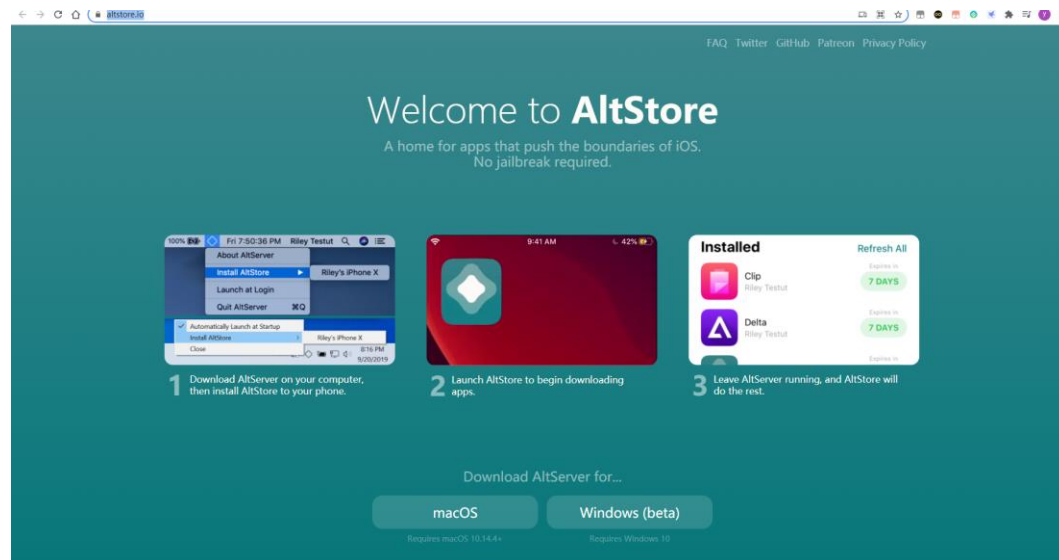 altstore.io
FAQ Twitter GitHub Patreon Privacy Policy
Welcome to AltStore
A home for apps that push the boundaries of iOS.
No jailbreak required.
100% Fri 7:50:36 PM Riley Testut
About AltServer
Install AltStore Riley's iPhone X
Launch at Login
Quit AltServer ⌘Q
Automatically Launch at Startup
Install AltStore Riley's iPhone X
Close
8:16 PM
9/20/2019
9:41 AM 42%
Installed Refresh All
Clip
Riley Testut
Expires in
7 DAYS
Delta
Riley Testut
Expires in
7 DAYS
Expires in
1 Download AltServer on your computer,
then install AltStore to your phone.
2 Launch AltStore to begin downloading
apps.
3 Leave AltServer running, and AltStore will
do the rest.
Download AltServer for...
macOS Windows (beta)
Requires macOS 10.14.4+ Requires Windows 10